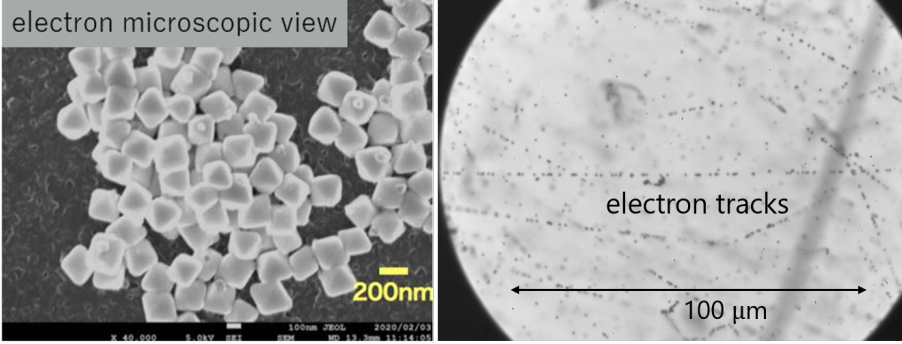 electron microscopic view
200nm
100nm JEOL 2020/02/03
X 40,000 5.0kV SEI SEM WD 13.3mm 11:14:05
electron tracks
100 μm